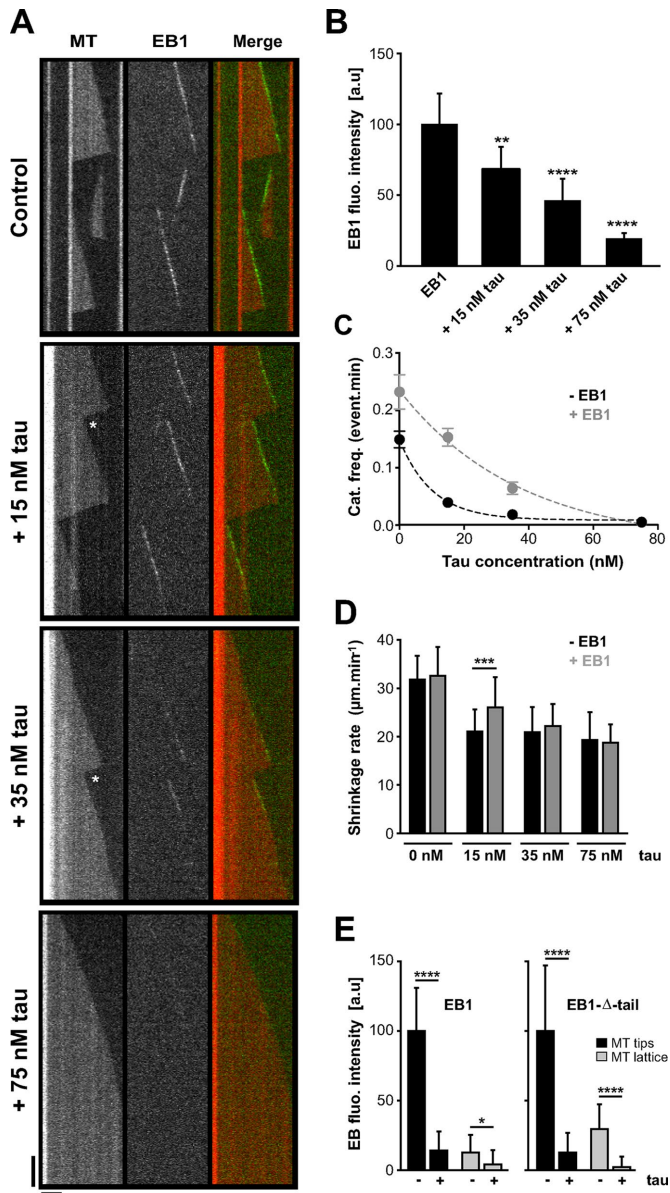 A
MT EB1 Merge
Control
+ 15 nM tau
*
+ 35 nM tau
*
+ 75 nM tau
B
EB1 fluo. intensity [a.u]
150
100
50
0
**
****
****
EB1
+ 15 nM tau
+ 35 nM tau
+ 75 nM tau
C
Cat. freq. (event.min)
0.3
0.2
0.1
0.0
- EB1
+ EB1
0 20 40 60 80
Tau concentration (nM)
D
Shrinkage rate (µm.min-¹)
40
30
20
10
0
- EB1
+ EB1
***
0 nM 15 nM 35 nM 75 nM tau
E
EB fluo. intensity [a.u]
150
100
50
0
****
EB1
*
****
EB1-Δ-tail
MT tips
MT lattice
****
- + - + - + - + tau